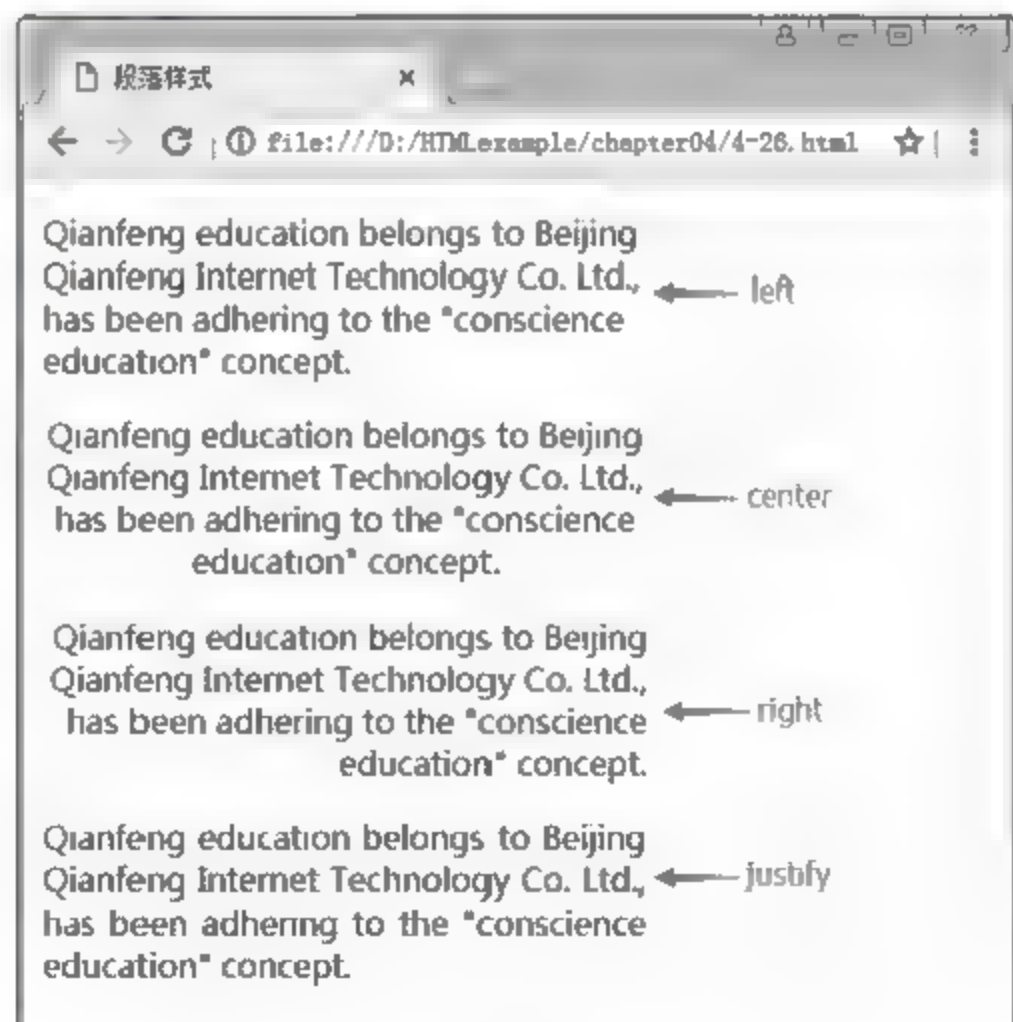 段落样式 ×
file:///D:/HTMLexample/chapter04/4-26.html
Qianfeng education belongs to Beijing
Qianfeng Internet Technology Co. Ltd.,
has been adhering to the "conscience
education" concept.
left
Qianfeng education belongs to Beijing
Qianfeng Internet Technology Co. Ltd.,
has been adhering to the "conscience
education" concept.
center
Qianfeng education belongs to Beijing
Qianfeng Internet Technology Co. Ltd.,
has been adhering to the "conscience
education" concept.
right
Qianfeng education belongs to Beijing
Qianfeng Internet Technology Co. Ltd.,
has been adhering to the "conscience
education" concept.
justify